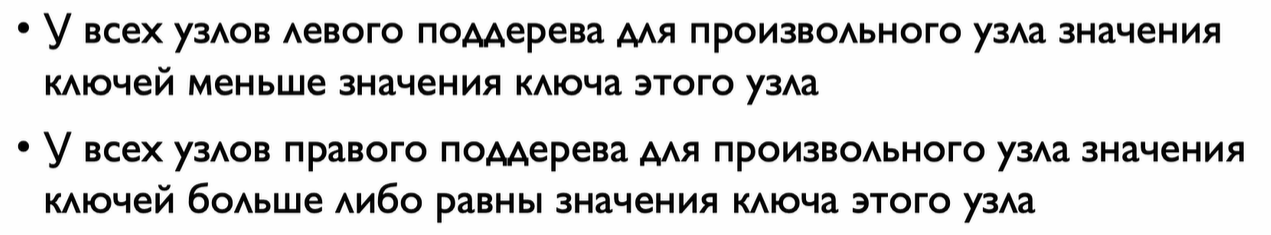 • У всех узлов левого поддерева для произвольного узла значения
ключей меньше значения ключа этого узла
• У всех узлов правого поддерева для произвольного узла значения
ключей больше либо равны значения ключа этого узла